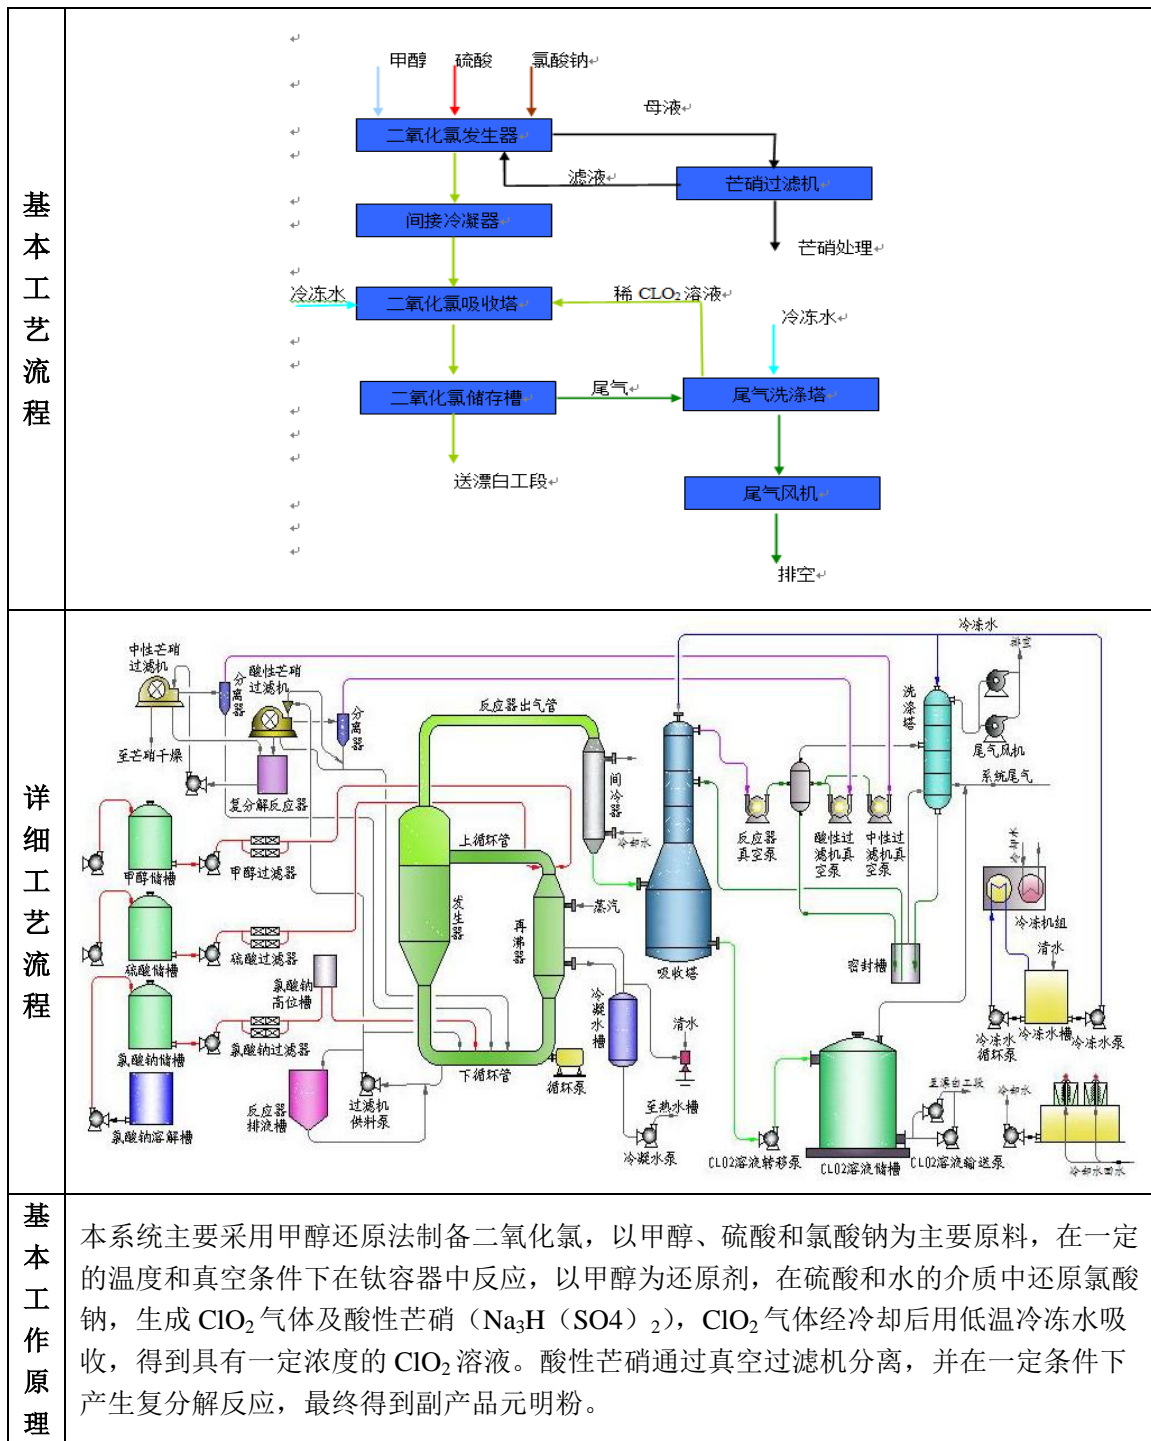 基本工艺流程
甲醇
硫酸
氯酸钠
母液
二氧化氯发生器
滤液
芒硝过滤机
间接冷凝器
芒硝处理
冷冻水
二氧化氯吸收塔
稀 CLO₂ 溶液
冷冻水
二氧化氯储存槽
尾气
尾气洗涤塔
送漂白工段
尾气风机
排空
详细工艺流程
冷冻水
排空
中性芒硝
过滤机
酸性芒硝
过滤机
分离器
分离器
反应器出气管
洗涤塔
尾气风机
至芒硝干燥
间冷器
系统尾气
复分解反应器
冷却水
反应器
真空泵
酸性过
滤机真
空泵
中性过
滤机真
空泵
冷却水
上循环管
甲醇储槽
甲醇过滤器
发生器
再沸器
蒸汽
冷冻机组
硫酸储槽
硫酸过滤器
吸收塔
密封槽
清水
氯酸钠
高位槽
冷凝水槽
清水
冷冻水
循环泵
冷冻水槽
冷冻水泵
氯酸钠储槽
氯酸钠过滤器
下循环管
循环泵
至漂白工段
冷却水
反应器
排液槽
过滤机
供料泵
至热水槽
氯酸钠溶解槽
冷凝水泵
CLO2溶液转移泵
CLO2溶液储槽
CLO2溶液输送泵
冷却水回水
基本工作原理
本系统主要采用甲醇还原法制备二氧化氯，以甲醇、硫酸和氯酸钠为主要原料，在一定
的温度和真空条件下在钛容器中反应，以甲醇为还原剂，在硫酸和水的介质中还原氯酸
钠，生成 ClO₂ 气体及酸性芒硝（Na₃H（SO4）₂），ClO₂ 气体经冷却后用低温冷冻水吸
收，得到具有一定浓度的 ClO₂ 溶液。酸性芒硝通过真空过滤机分离，并在一定条件下
产生复分解反应，最终得到副产品元明粉。